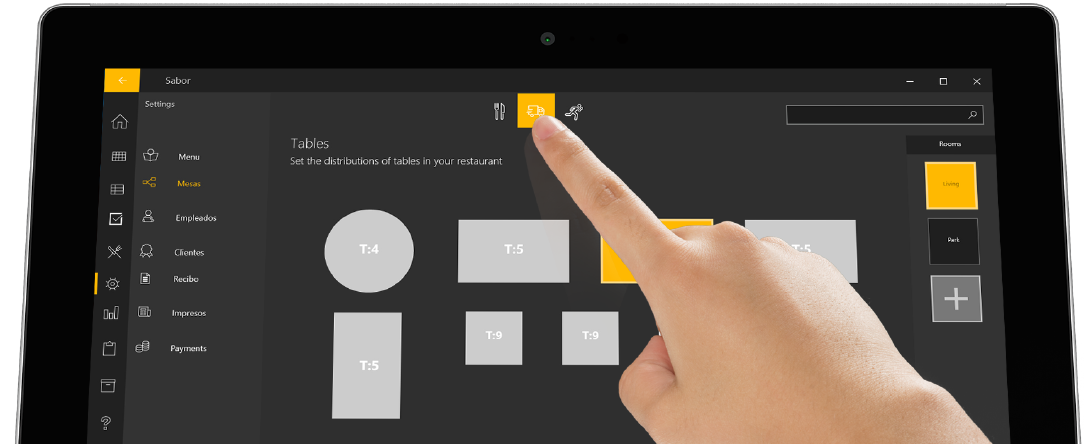 Sabor
Settings
Menu
Mesas
Empleados
Clientes
Recibo
Impresos
Payments
Tables
Set the distributions of tables in your restaurant
T:4
T:5
T:5
T:5
T:9
T:9
Rooms
Living
Park